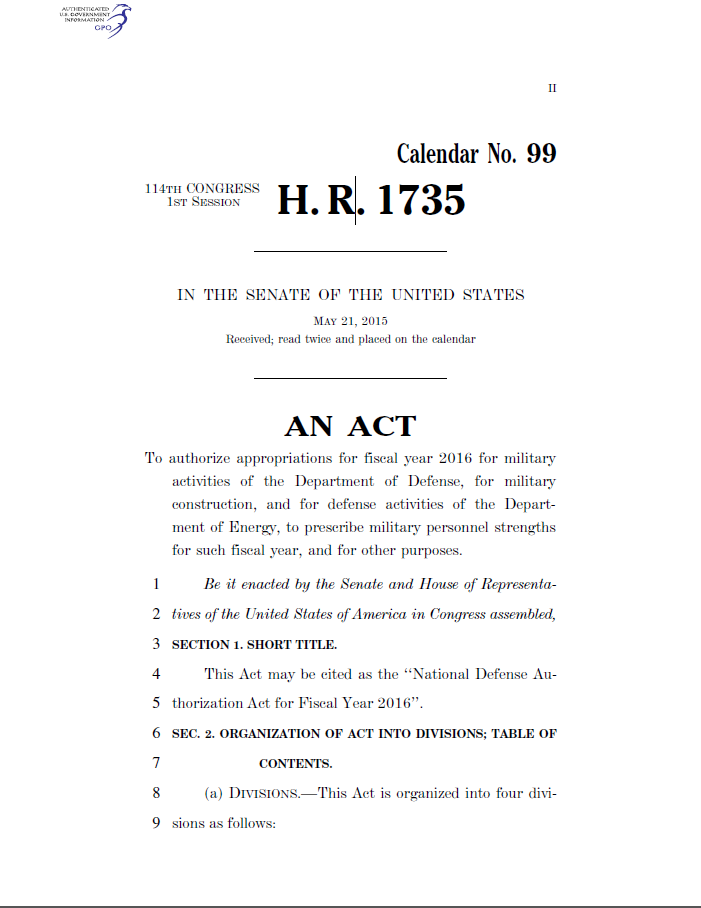 AUTHENTICATED
U.S. GOVERNMENT
INFORMATION
GPO
II
Calendar No. 99
114TH CONGRESS
1ST SESSION
H. R. 1735
IN THE SENATE OF THE UNITED STATES
MAY 21, 2015
Received; read twice and placed on the calendar
AN ACT
To authorize appropriations for fiscal year 2016 for military
activities of the Department of Defense, for military
construction, and for defense activities of the Depart-
ment of Energy, to prescribe military personnel strengths
for such fiscal year, and for other purposes.
1 Be it enacted by the Senate and House of Representa-
2 tives of the United States of America in Congress assembled,
3 SECTION 1. SHORT TITLE.
4 This Act may be cited as the ‘‘National Defense Au-
5 thorization Act for Fiscal Year 2016’’.
6 SEC. 2. ORGANIZATION OF ACT INTO DIVISIONS; TABLE OF
7 CONTENTS.
8 (a) DIVISIONS.—This Act is organized into four divi-
9 sions as follows: